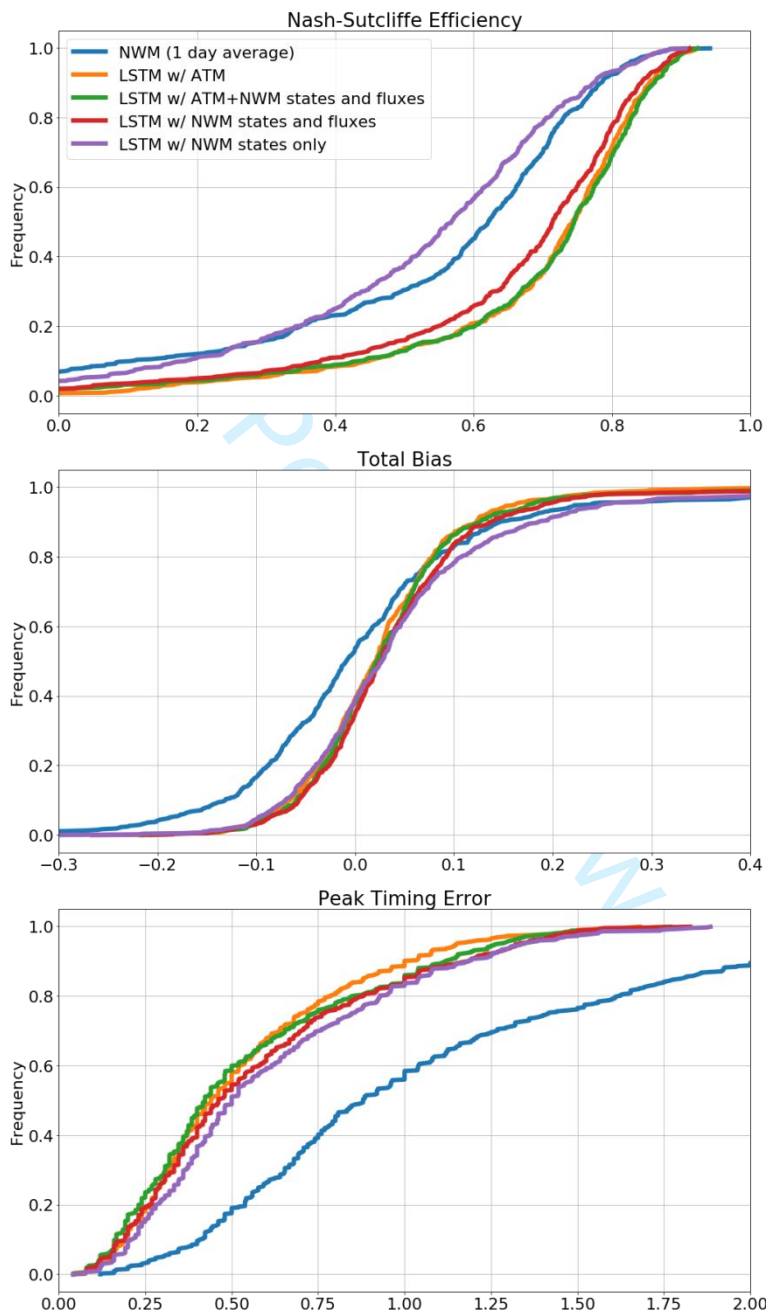 Nash-Sutcliffe Efficiency
1.0
0.8
0.6
0.4
0.2
0.0
Frequency
NWM (1 day average)
LSTM w/ ATM
LSTM w/ ATM+NWM states and fluxes
LSTM w/ NWM states and fluxes
LSTM w/ NWM states only
0.0 0.2 0.4 0.6 0.8 1.0
Total Bias
1.0
0.8
0.6
0.4
0.2
0.0
Frequency
−0.3 −0.2 −0.1 0.0 0.1 0.2 0.3 0.4
Peak Timing Error
1.0
0.8
0.6
0.4
0.2
0.0
Frequency
0.00 0.25 0.50 0.75 1.00 1.25 1.50 1.75 2.00